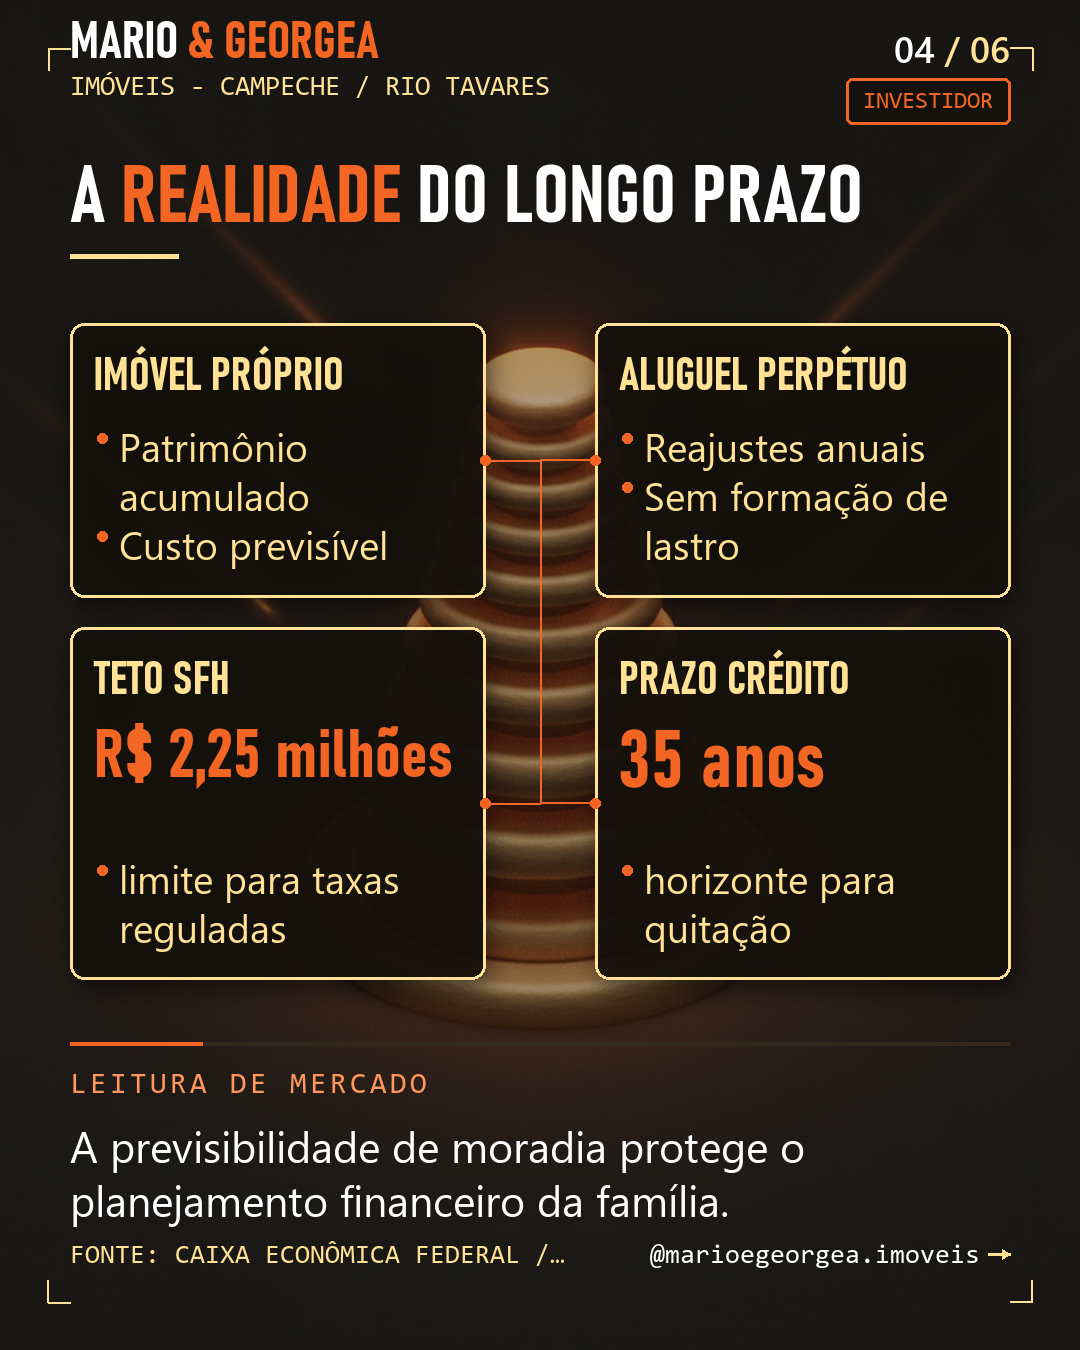 MARIO & GEORGEA
IMÓVEIS - CAMPECHE / RIO TAVARES
04 / 06
INVESTIDOR
A REALIDADE DO LONGO PRAZO
IMÓVEL PRÓPRIO
• Patrimônio
acumulado
• Custo previsível
ALUGUEL PERPÉTUO
• Reajustes anuais
• Sem formação de
lastro
TETO SFH
R$ 2,25 milhões
• limite para taxas
reguladas
PRAZO CRÉDITO
35 anos
• horizonte para
quitação
LEITURA DE MERCADO
A previsibilidade de moradia protege o
planejamento financeiro da família.
FONTE: CAIXA ECONÔMICA FEDERAL /…
@marioegeorgea.imoveis →